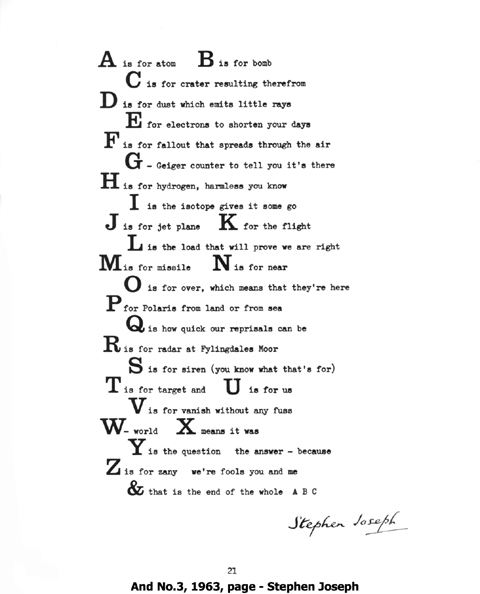 A is for atom B is for bomb
C is for crater resulting therefrom
D is for dust which emits little rays
E for electrons to shorten your days
F is for fallout that spreads through the air
G – Geiger counter to tell you it's there
H is for hydrogen, harmless you know
I is the isotope gives it some go
J is for jet plane K for the flight
L is the load that will prove we are right
M is for missile N is for near
O is for over, which means that they're here
P for Polaris from land or from sea
Q is how quick our reprisals can be
R is for radar at Fylingdales Moor
S is for siren (you know what that's for)
T is for target and U is for us
V is for vanish without any fuss
W – world X means it was
Y is the question the answer – because
Z is for zany we're fools you and me
& that is the end of the whole A B C
Stephen Joseph
21
And No.3, 1963, page - Stephen Joseph